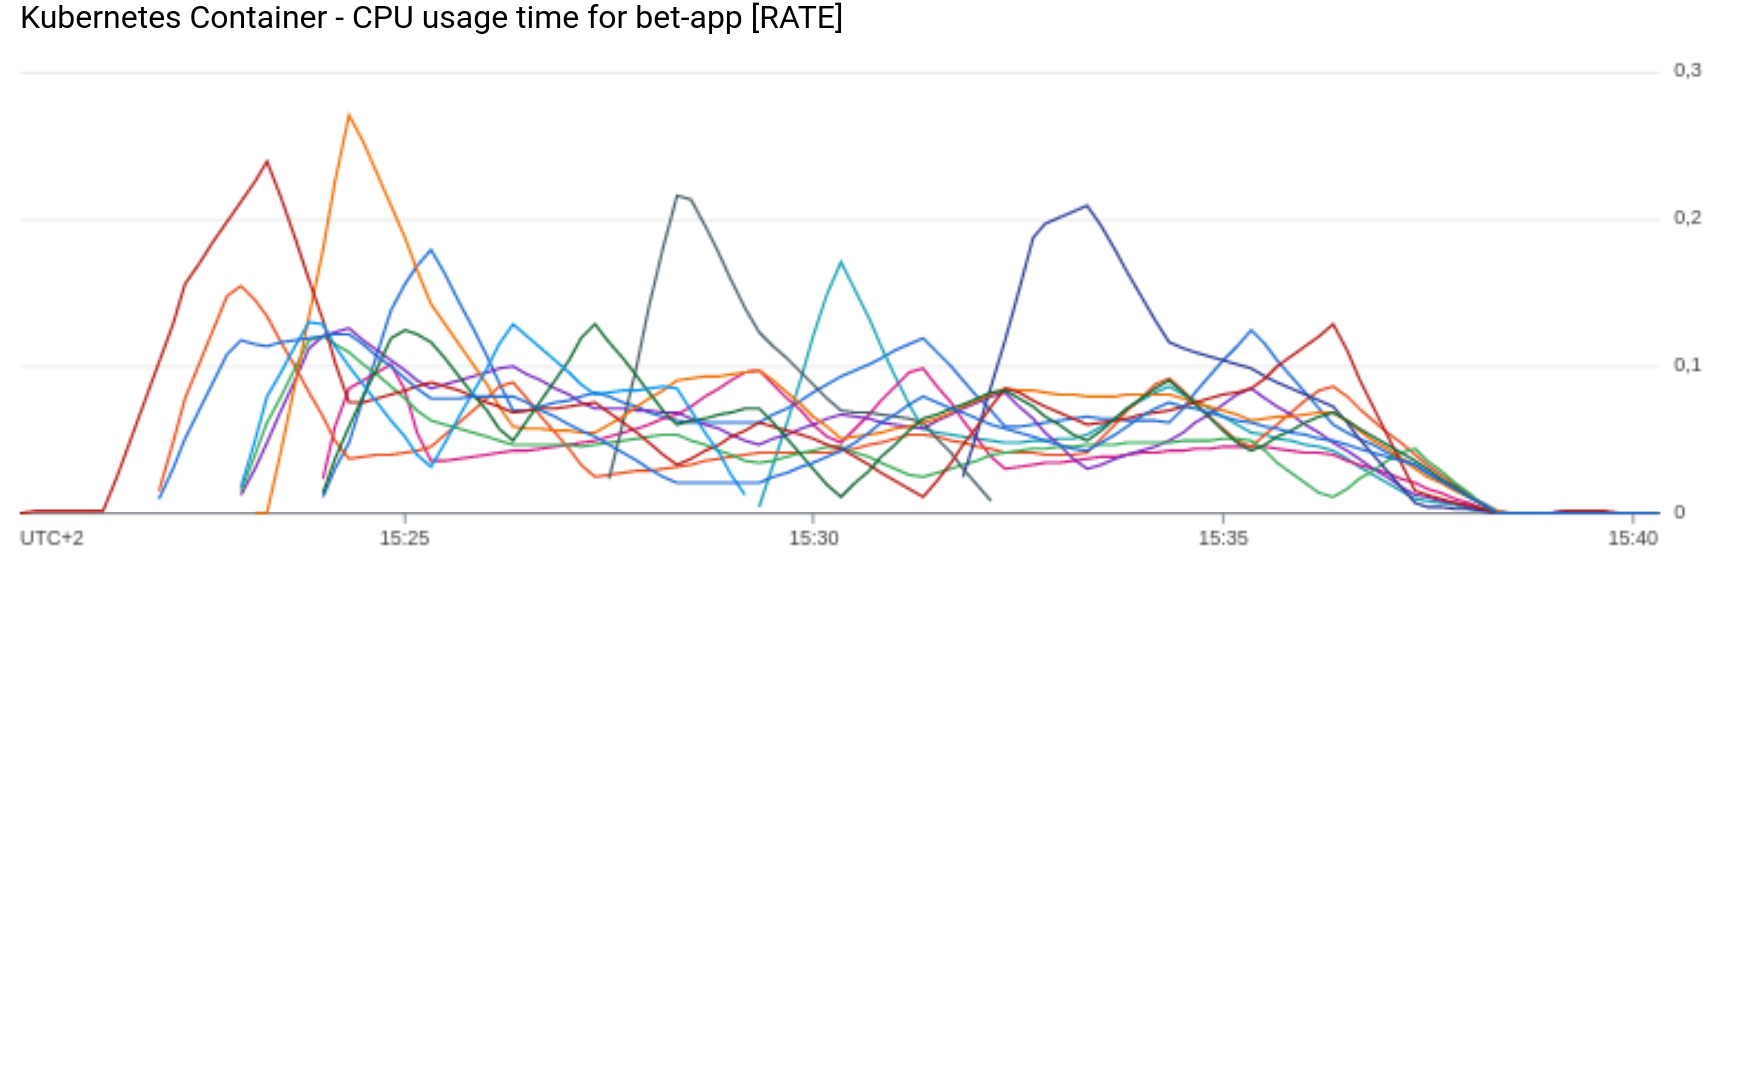 Kubernetes Container - CPU usage time for bet-app [RATE]
0,3
0,2
0,1
0
UTC+2 15:25 15:30 15:35 15:40